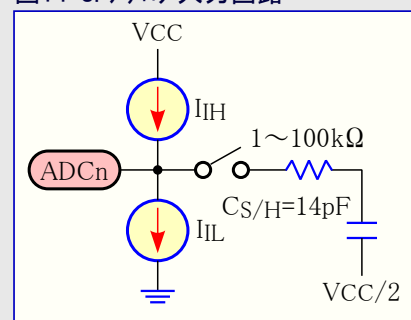 VCC
IIH
1~100kΩ
ADCn
CS/H=14pF
IIL
VCC/2